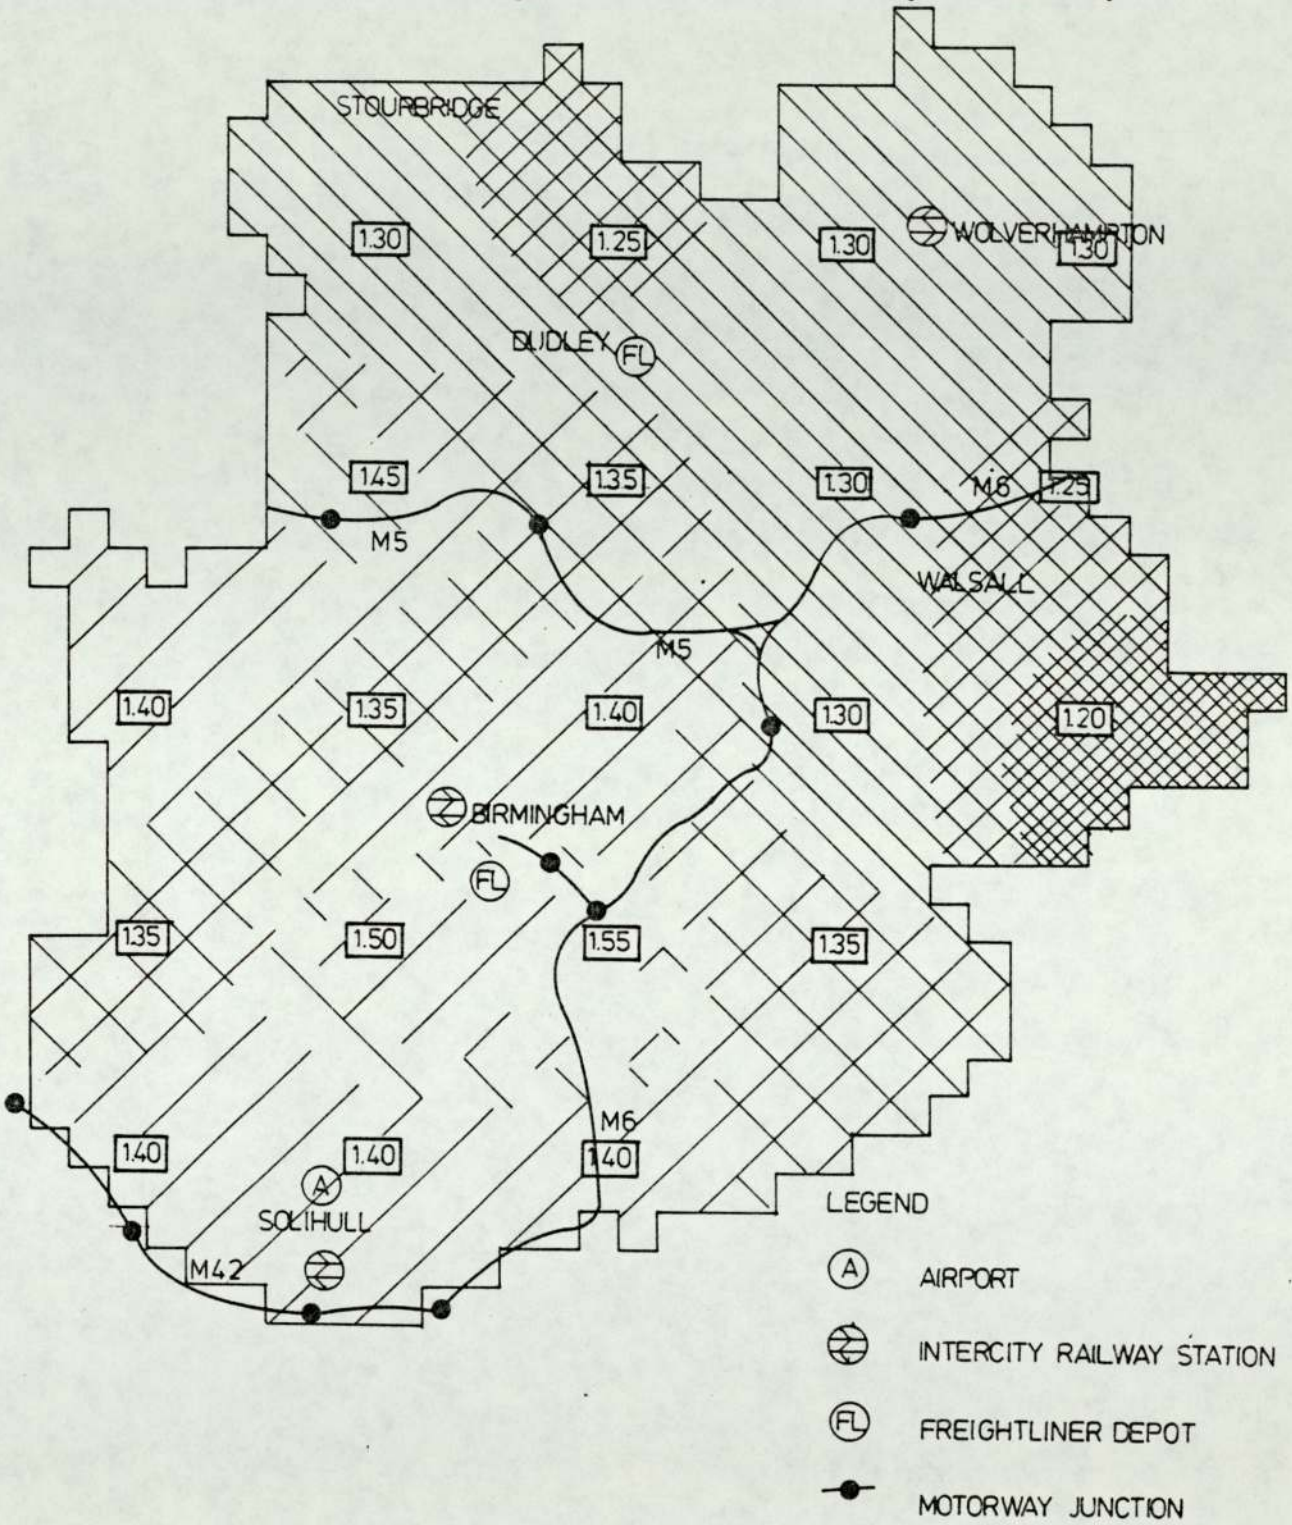 STOURBRIDGE
1.30
1.25
1.30
WOLVERHAMPTON
1.30
DUDLEY
FL
1.45
1.35
1.30
M6
1.25
M5
WALSALL
M5
1.40
1.35
1.40
1.30
1.20
BIRMINGHAM
FL
1.35
1.50
1.55
1.35
M6
1.40
1.40
1.40
A
SOLIHULL
M42
LEGEND
A AIRPORT
INTERCITY RAILWAY STATION
FL FREIGHTLINER DEPOT
MOTORWAY JUNCTION